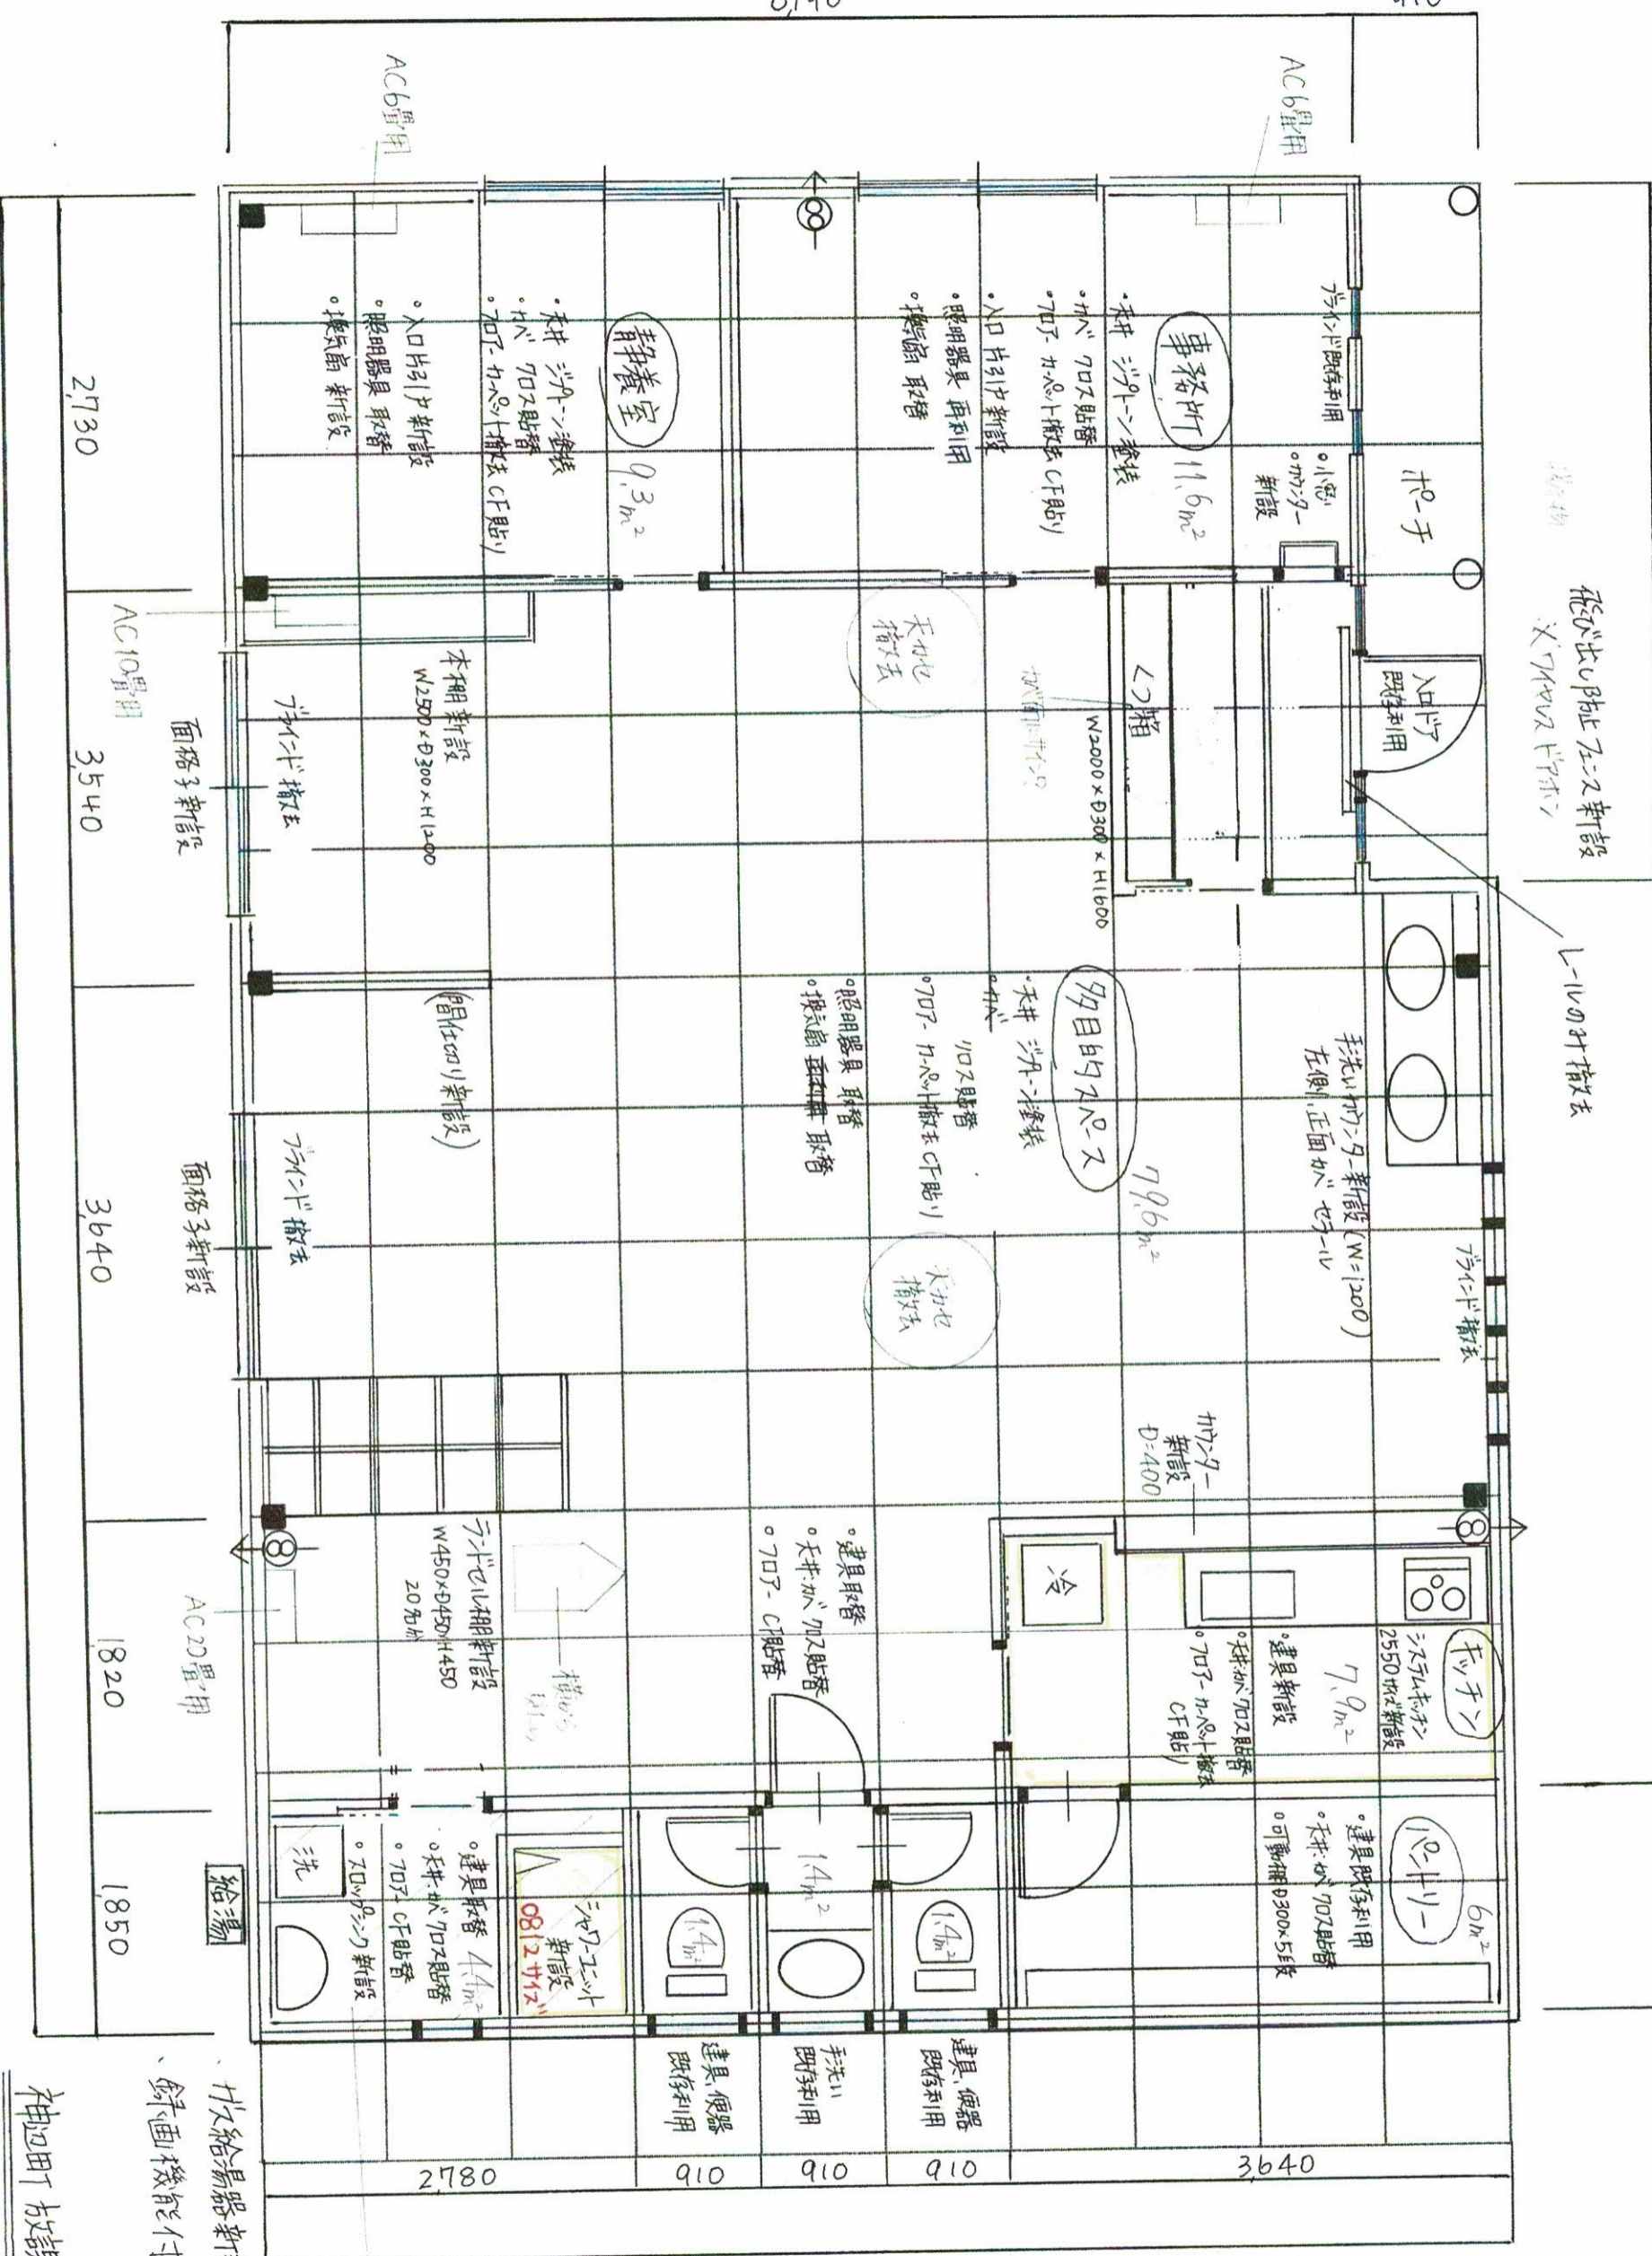 飛び出し防止フェンス新設
※ワイヤレスドアホン
レールのみ撤去
AC6畳用
AC6畳用
ブラインド既存利用
ポーチ
入口ドア
既存利用
事務所
11.6m²
・天井 ジプトーン塗装
・カベ クロス貼替
・フロアー カーペット撤去CF貼り
・入口片引戸新設
・照明器具 再利用
・換気扇 取替
・小窓
・カウンター
新設
静養室
9.3m²
・天井 ジプトーン塗装
・カベ クロス貼替
・フロアー カーペット撤去CF貼り
・入口片引戸新設
・照明器具 取替
・換気扇 新設
くつ箱
W2000×D300×H1600
天カセ
撤去
本棚新設
W2500×D300×H1200
AC10畳用
ブラインド撤去
面格子新設
手洗いカウンター新設(W=1200)
左側、正面カベ セラール
ブラインド撤去
多目的スペース
79.6m²
・天井 ジプトーン塗装
・カベ クロス貼替
・フロアー カーペット撤去CF貼り
・照明器具 取替
・換気扇 再利用 取替
天カセ
撤去
(間仕切り新設)
ブラインド撤去
面格子新設
カウンター
新設
D=400
冷
キッチン
システムキッチン
2550サイズ新設
7.9m²
・建具新設
・天井・カベクロス貼替
・フロアー カーペット撤去
CF貼り
・建具取替
・天井・カベ クロス貼替
・フロアー CF貼替
ランドセル棚新設
W450×D450×H450
20名分
横から
AC20畳用
パントリー
6m²
・建具既存利用
・天井・カベクロス貼替
・可動棚D300×5段
1.4m²
1.4m²
1.4m²
シャワーユニット
新設
0812サイズ
・建具取替
4.4m²
・天井・カベクロス貼替
・フロアー CF貼替
・スロップシンク新設
洗
給湯
建具、便器
既存利用
手洗い
既存利用
建具、便器
既存利用
2,730
3,540
3,640
1,820
1,850
3,640
910
910
910
2,780
・ガス給湯器新
・録画機能付
神辺町 放課